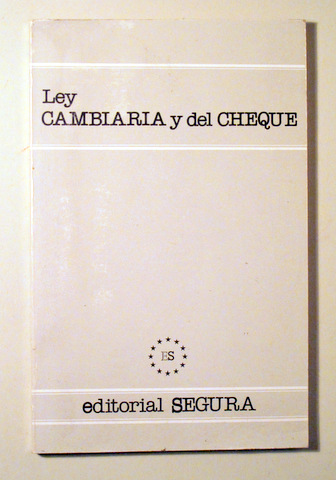 Ley
CAMBIARIA y del CHEQUE
ES
editorial SEGURA